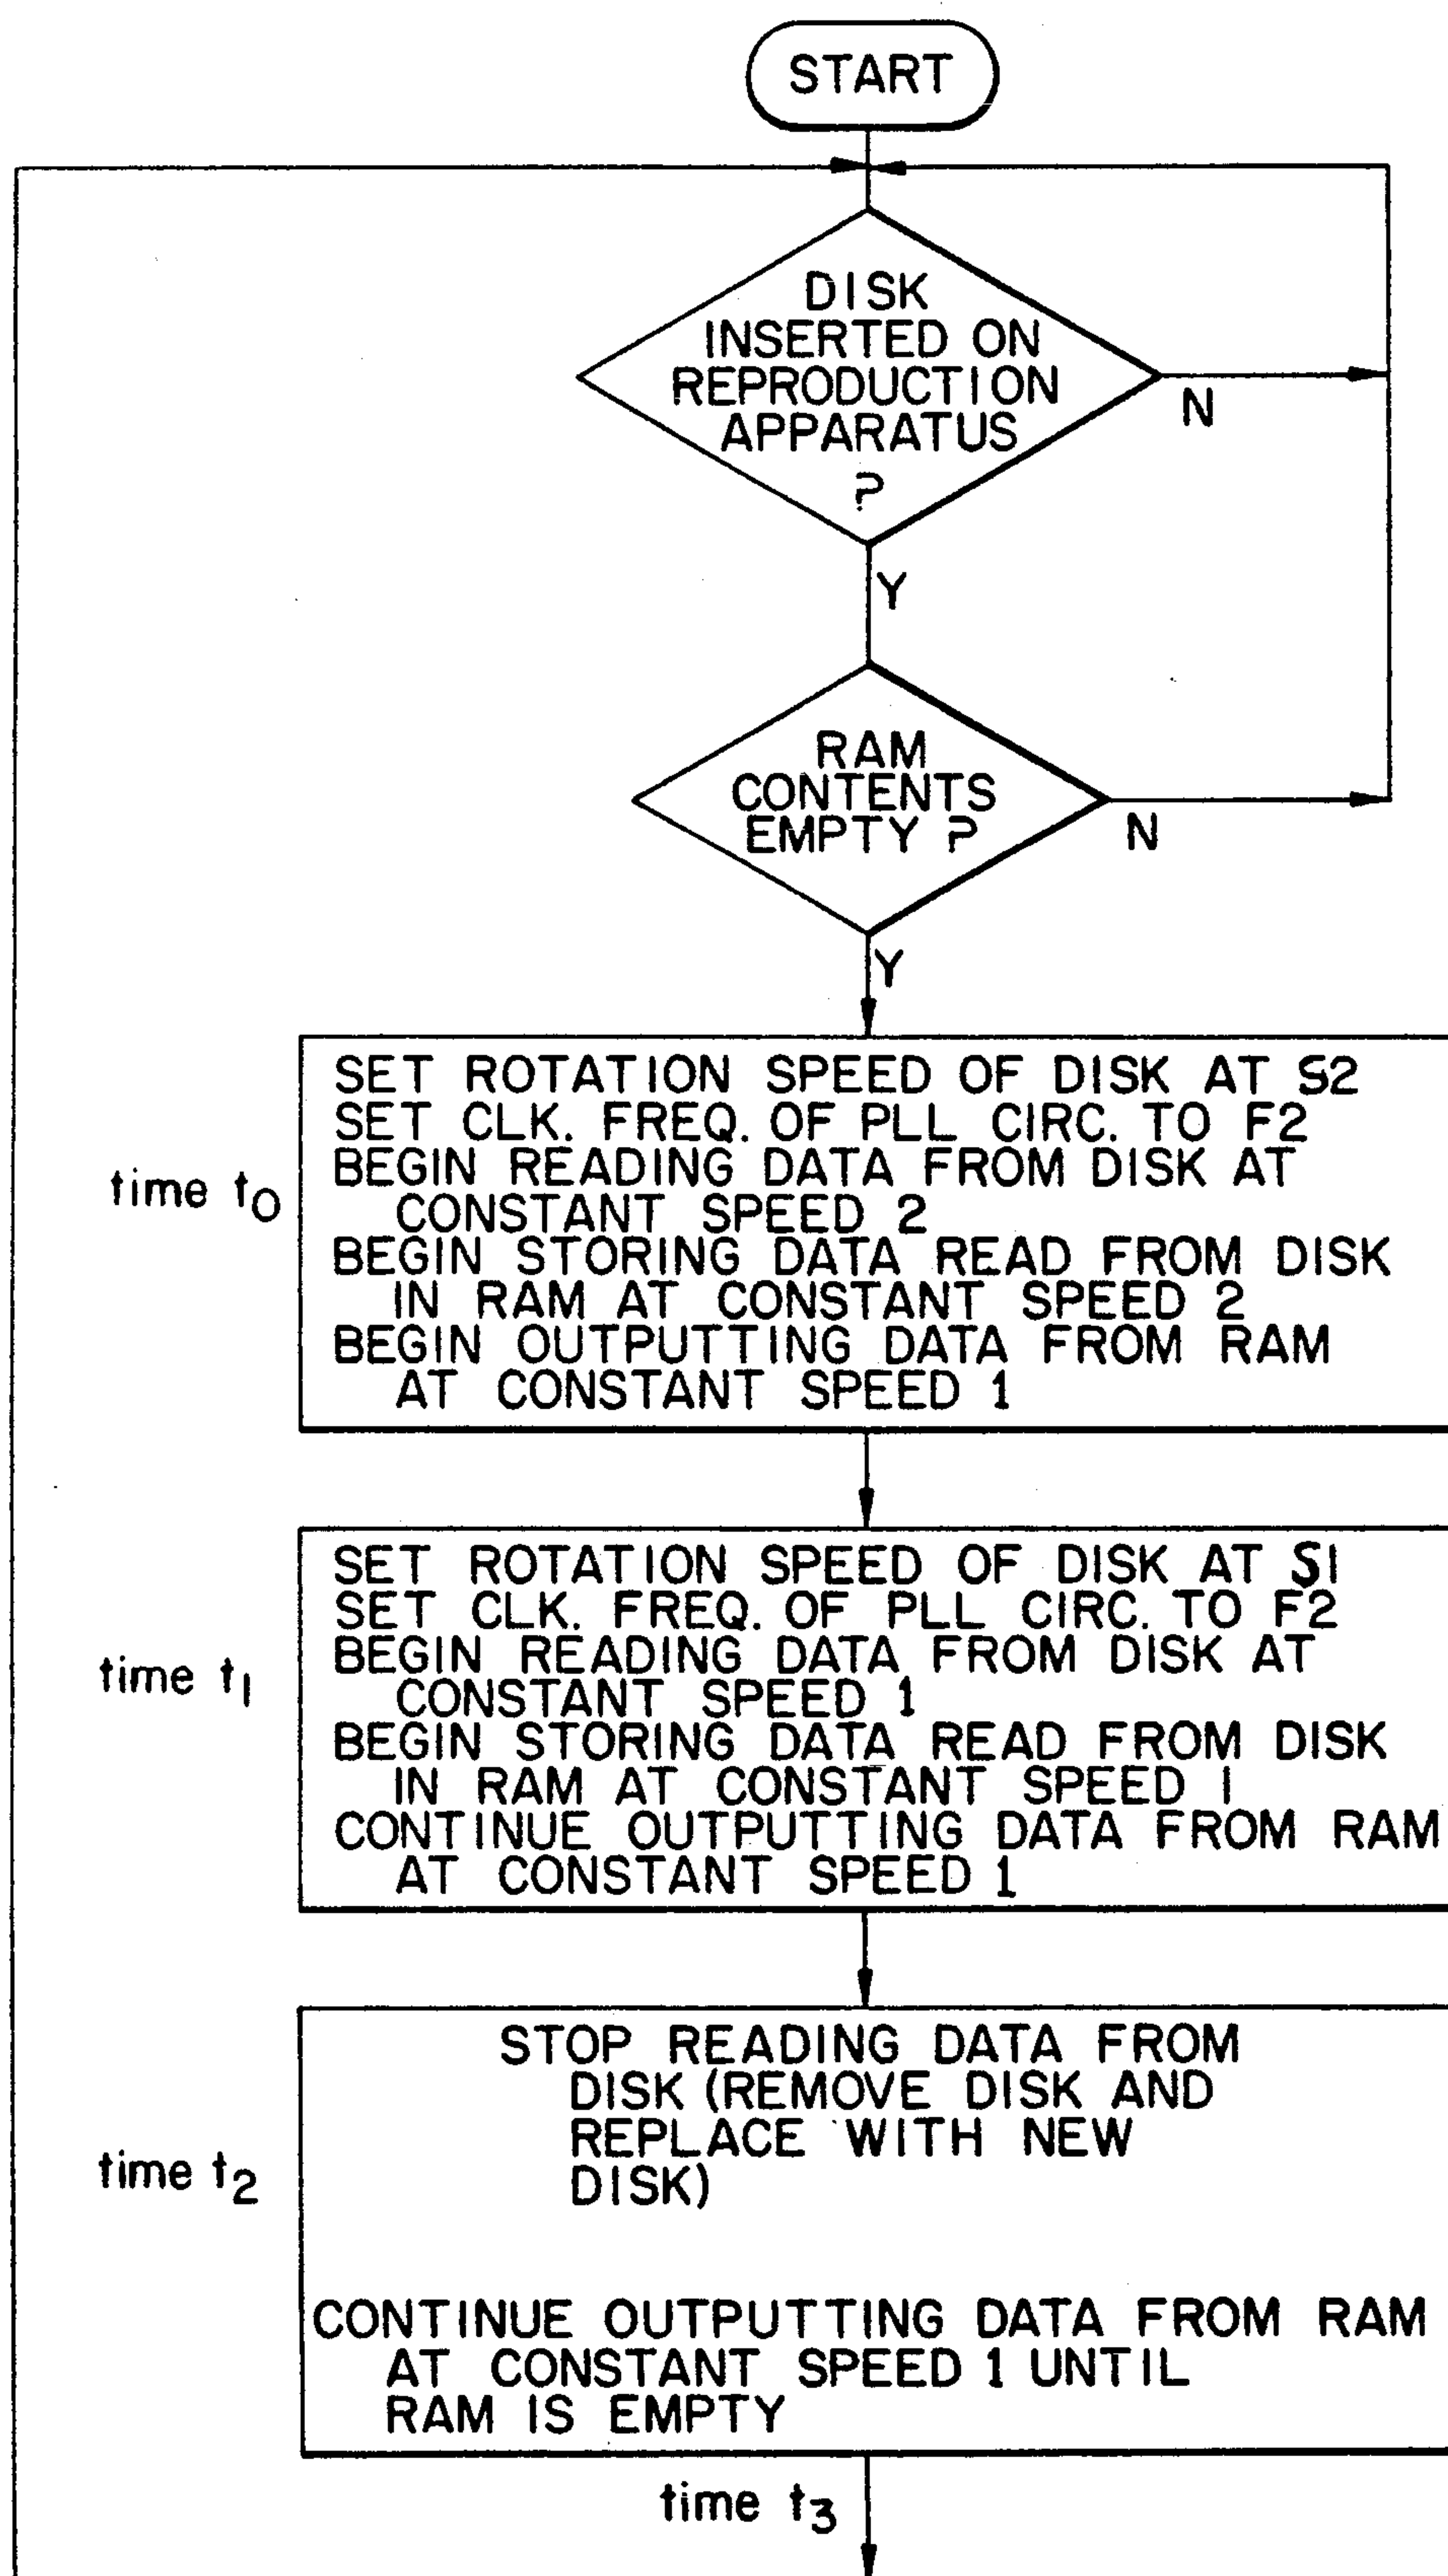 START
DISK
INSERTED ON
REPRODUCTION
APPARATUS
?
N
Y
RAM
CONTENTS
EMPTY ?
N
Y
time t0
SET ROTATION SPEED OF DISK AT S2
SET CLK. FREQ. OF PLL CIRC. TO F2
BEGIN READING DATA FROM DISK AT
CONSTANT SPEED 2
BEGIN STORING DATA READ FROM DISK
IN RAM AT CONSTANT SPEED 2
BEGIN OUTPUTTING DATA FROM RAM
AT CONSTANT SPEED 1
time t1
SET ROTATION SPEED OF DISK AT S1
SET CLK. FREQ. OF PLL CIRC. TO F2
BEGIN READING DATA FROM DISK AT
CONSTANT SPEED 1
BEGIN STORING DATA READ FROM DISK
IN RAM AT CONSTANT SPEED 1
CONTINUE OUTPUTTING DATA FROM RAM
AT CONSTANT SPEED 1
time t2
STOP READING DATA FROM
DISK (REMOVE DISK AND
REPLACE WITH NEW
DISK)
CONTINUE OUTPUTTING DATA FROM RAM
AT CONSTANT SPEED 1 UNTIL
RAM IS EMPTY
time t3